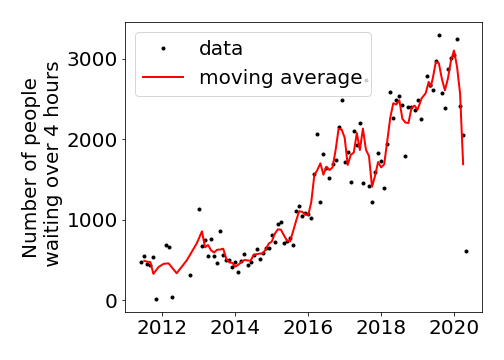 data
moving average
Number of people
waiting over 4 hours
3000
2000
1000
0
2012 2014 2016 2018 2020